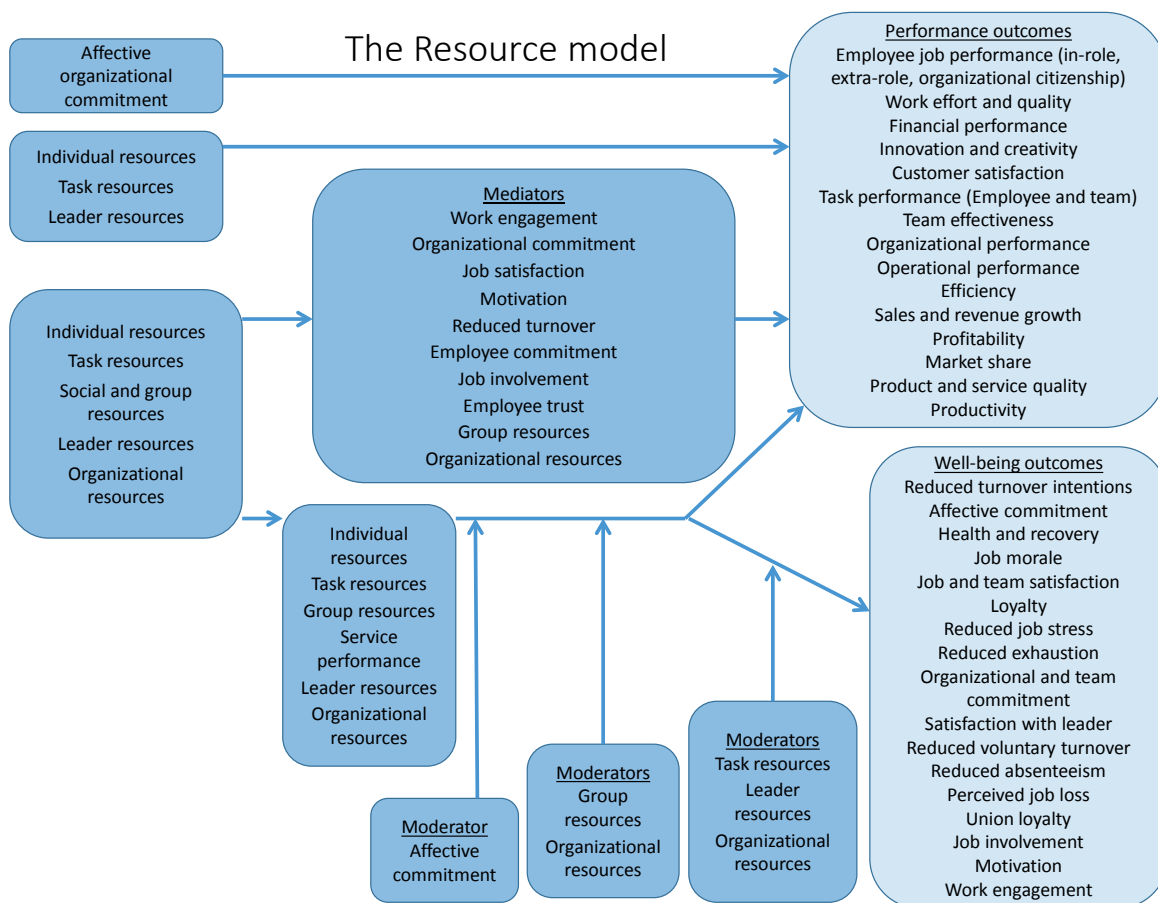 The Resource model
Affective
organizational
commitment
Individual resources
Task resources
Leader resources
Individual resources
Task resources
Social and group
resources
Leader resources
Organizational
resources
Mediators
Work engagement
Organizational commitment
Job satisfaction
Motivation
Reduced turnover
Employee commitment
Job involvement
Employee trust
Group resources
Organizational resources
Individual
resources
Task resources
Group resources
Service
performance
Leader resources
Organizational
resources
Moderator
Affective
commitment
Moderators
Group
resources
Organizational
resources
Moderators
Task resources
Leader
resources
Organizational
resources
Performance outcomes
Employee job performance (in-role,
extra-role, organizational citizenship)
Work effort and quality
Financial performance
Innovation and creativity
Customer satisfaction
Task performance (Employee and team)
Team effectiveness
Organizational performance
Operational performance
Efficiency
Sales and revenue growth
Profitability
Market share
Product and service quality
Productivity
Well-being outcomes
Reduced turnover intentions
Affective commitment
Health and recovery
Job morale
Job and team satisfaction
Loyalty
Reduced job stress
Reduced exhaustion
Organizational and team
commitment
Satisfaction with leader
Reduced voluntary turnover
Reduced absenteeism
Perceived job loss
Union loyalty
Job involvement
Motivation
Work engagement